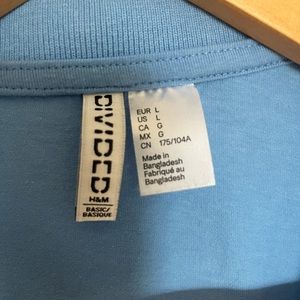 DIVIDED
H&M
BASIC/
BASIQUE
EUR L
US L
CA G
MX G
CN 175/104A
Made in
Bangladesh
Fabriqué au
Bangladesh